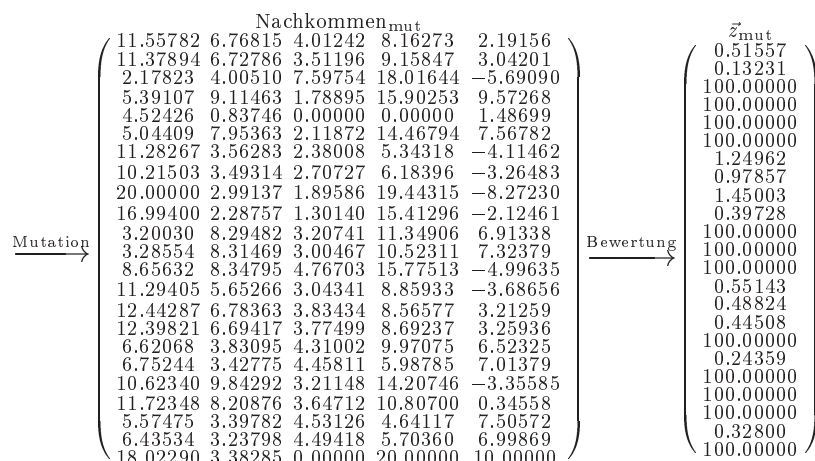 Nachkommen_mut
11.55782 6.76815 4.01242 8.16273 2.19156
11.37894 6.72786 3.51196 9.15847 3.04201
2.17823 4.00510 7.59754 18.01644 −5.69090
5.39107 9.11463 1.78895 15.90253 9.57268
4.52426 0.83746 0.00000 0.00000 1.48699
5.04409 7.95363 2.11872 14.46794 7.56782
11.28267 3.56283 2.38008 5.34318 −4.11462
10.21503 3.49314 2.70727 6.18396 −3.26483
20.00000 2.99137 1.89586 19.44315 −8.27230
16.99400 2.28757 1.30140 15.41296 −2.12461
3.20030 8.29482 3.20741 11.34906 6.91338
3.28554 8.31469 3.00467 10.52311 7.32379
8.65632 8.34795 4.76703 15.77513 −4.99635
11.29405 5.65266 3.04341 8.85933 −3.68656
12.44287 6.78363 3.83434 8.56577 3.21259
12.39821 6.69417 3.77499 8.69237 3.25936
6.62068 3.83095 4.31002 9.97075 6.52325
6.75244 3.42775 4.45811 5.98785 7.01379
10.62340 9.84292 3.21148 14.20746 −3.35585
11.72348 8.20876 3.64712 10.80700 0.34558
5.57475 3.39782 4.53126 4.64117 7.50572
6.43534 3.23798 4.49418 5.70360 6.99869
18.02290 3.38285 0.00000 20.00000 10.00000
Mutation
Bewertung
z⃗_mut
0.51557
0.13231
100.00000
100.00000
100.00000
100.00000
1.24962
0.97857
1.45003
0.39728
100.00000
100.00000
100.00000
0.55143
0.48824
0.44508
100.00000
0.24359
100.00000
100.00000
100.00000
0.32800
100.00000